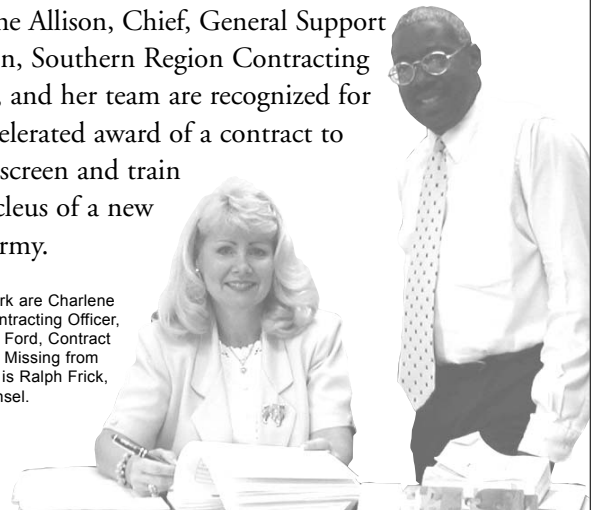 ne Allison, Chief, General Support
n, Southern Region Contracting
, and her team are recognized for
elerated award of a contract to
screen and train
cleus of a new
rmy.
rk are Charlene
ntracting Officer,
Ford, Contract
Missing from
is Ralph Frick,
nsel.